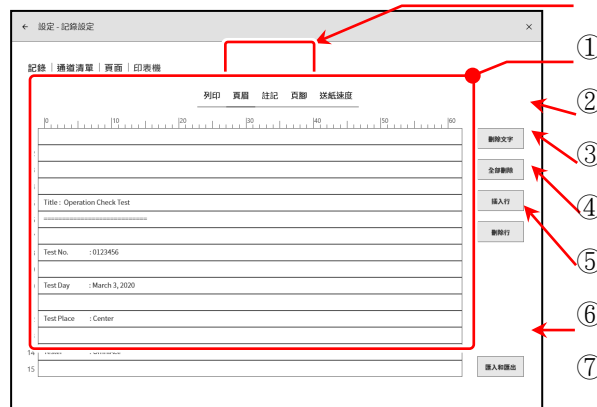 ← 設定-記錄設定 ×
①
記錄｜通道清單｜頁面｜印表機
列印 頁眉 註記 頁腳 送紙速度
②
0 10 20 30 40 50 60
刪除文字
③
全部刪除
④
Title : Operation Check Test
插入行
===========================
刪除行
Test No. : 0123456
⑤
Test Day : March 3, 2020
Test Place : Center
⑥
14
15
匯入和匯出
⑦